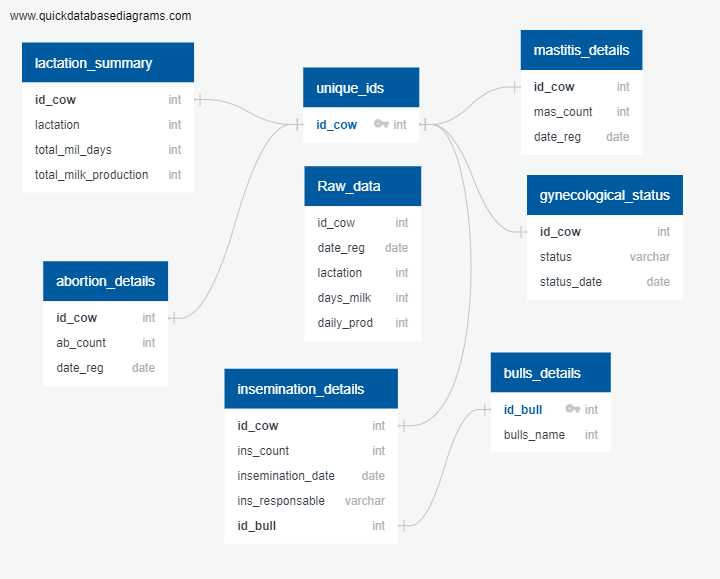 www.quickdatabasediagrams.com
lactation_summary
id_cow int
lactation int
total_mil_days int
total_milk_production int
unique_ids
id_cow int
mastitis_details
id_cow int
mas_count int
date_reg date
Raw_data
id_cow int
date_reg date
lactation int
days_milk int
daily_prod int
gynecological_status
id_cow int
status varchar
status_date date
abortion_details
id_cow int
ab_count int
date_reg date
insemination_details
id_cow int
ins_count int
insemination_date date
ins_responsable varchar
id_bull int
bulls_details
id_bull int
bulls_name int